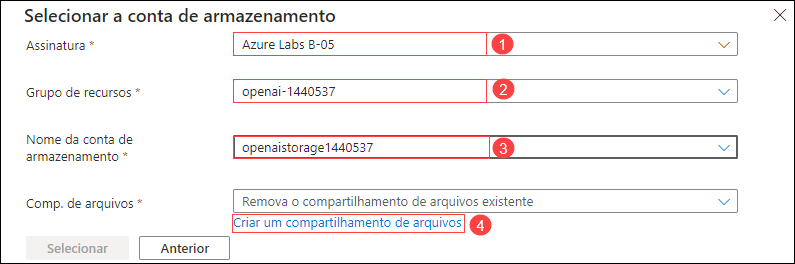 Selecionar a conta de armazenamento
Assinatura *
Azure Labs B-05
1
Grupo de recursos *
openai-1440537
2
Nome da conta de
armazenamento *
openaistorage1440537
3
Comp. de arquivos *
Remova o compartilhamento de arquivos existente
Criar um compartilhamento de arquivos
4
Selecionar
Anterior